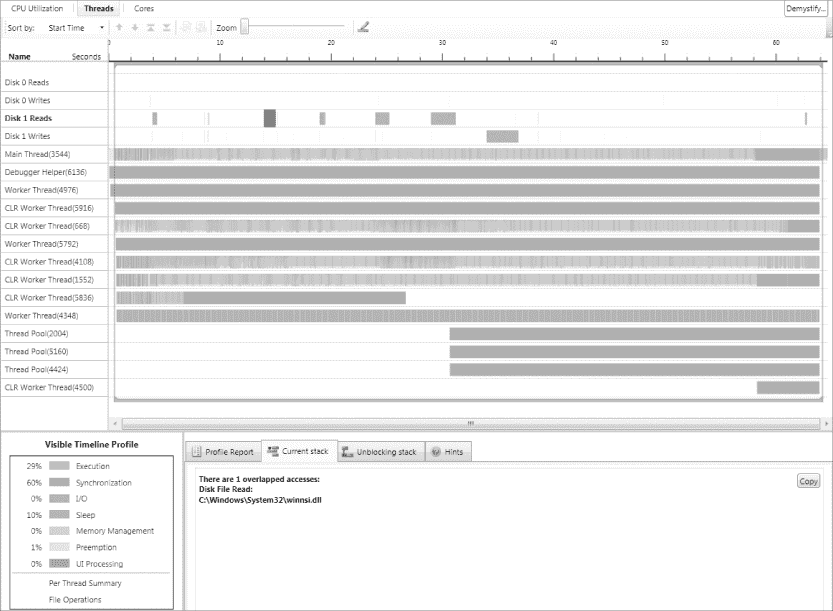 CPU Utilization Threads Cores Demystify...
Sort by: Start Time Zoom
Name Seconds 0 10 20 30 40 50 60
Disk 0 Reads
Disk 0 Writes
Disk 1 Reads
Disk 1 Writes
Main Thread(3544)
Debugger Helper(6136)
Worker Thread(4976)
CLR Worker Thread(5916)
CLR Worker Thread(668)
Worker Thread(5792)
CLR Worker Thread(4108)
CLR Worker Thread(1552)
CLR Worker Thread(5836)
Worker Thread(4348)
Thread Pool(2004)
Thread Pool(5160)
Thread Pool(4424)
CLR Worker Thread(4500)
Visible Timeline Profile
29% Execution
60% Synchronization
0% I/O
10% Sleep
0% Memory Management
1% Preemption
0% UI Processing
Per Thread Summary
File Operations
Profile Report Current stack Unblocking stack Hints
There are 1 overlapped accesses: Copy
Disk File Read:
C:\Windows\System32\winnsi.dll